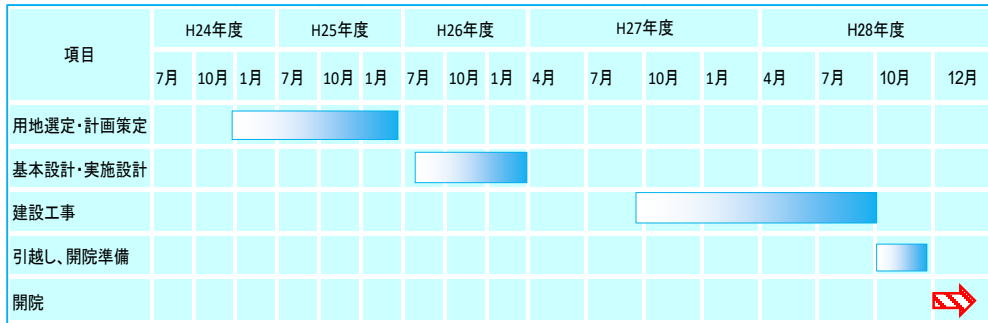 項目 H24年度 H25年度 H26年度 H27年度 H28年度
7月 10月 1月 7月 10月 1月 7月 10月 1月 4月 7月 10月 1月 4月 7月 10月 12月
用地選定・計画策定
基本設計・実施設計
建設工事
引越し、開院準備
開院